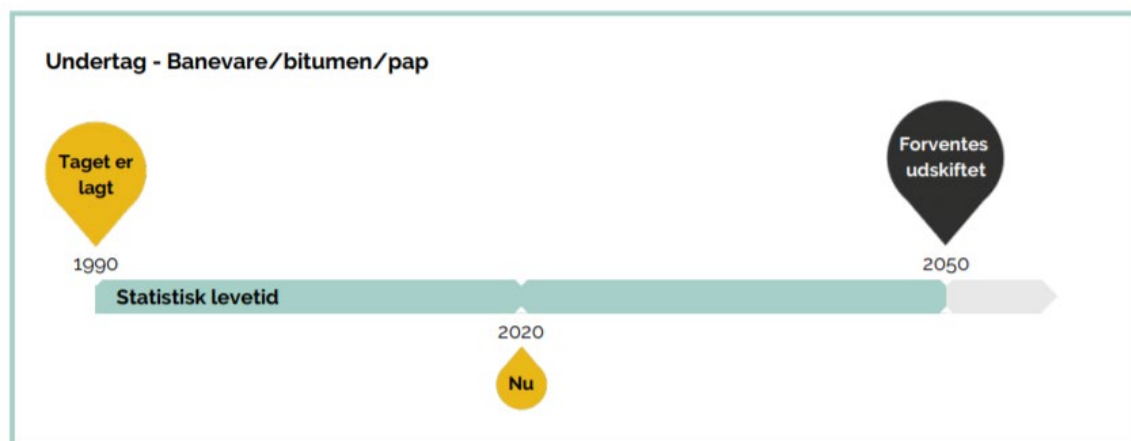 Undertag - Banevare/bitumen/pap
Taget er
lagt
Forventes
udskiftet
1990
2050
Statistisk levetid
2020
Nu